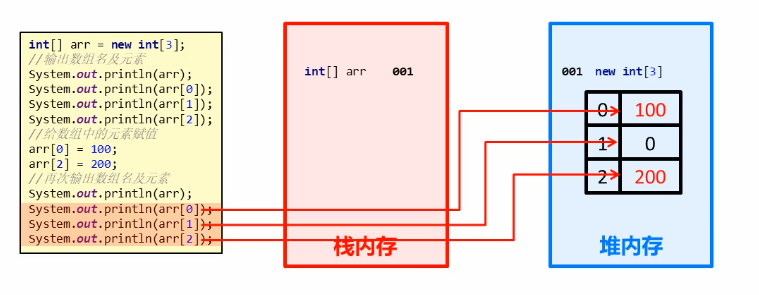 int[] arr = new int[3];
//输出数组名及元素
System.out.println(arr);
System.out.println(arr[0]);
System.out.println(arr[1]);
System.out.println(arr[2]);
//给数组中的元素赋值
arr[0] = 100;
arr[2] = 200;
//再次输出数组名及元素
System.out.println(arr);
System.out.println(arr[0]);
System.out.println(arr[1]);
System.out.println(arr[2]);
int[] arr 001
栈内存
001 new int[3]
0 100
1 0
2 200
堆内存